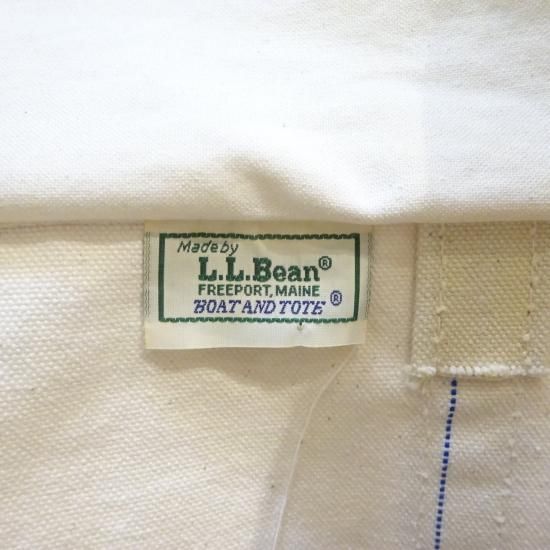 Made by
L.L.Bean®
FREEPORT, MAINE
BOAT AND TOTE®